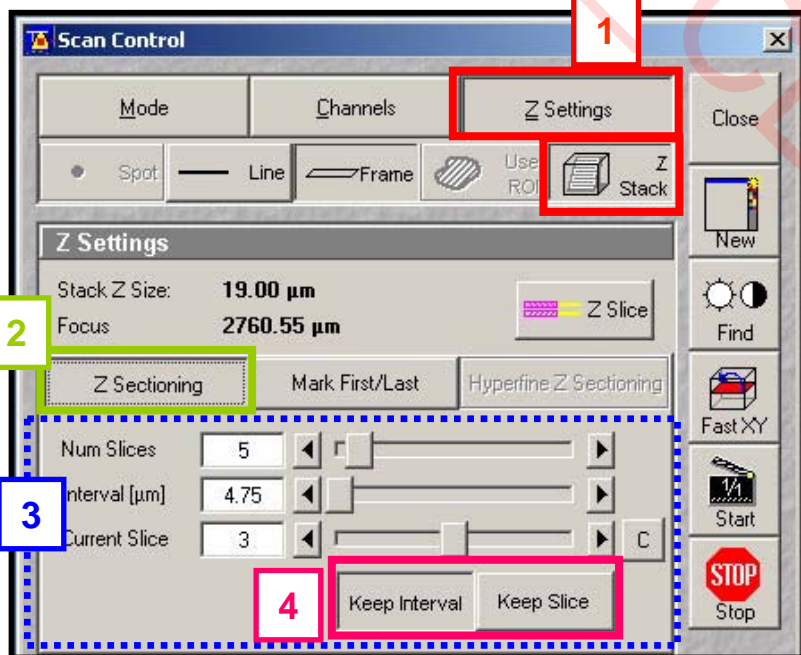 1
Scan Control
Mode
Channels
Z Settings
Close
Spot
Line
Frame
Use
ROI
Z
Stack
New
Z Settings
Stack Z Size: 19.00 µm
Z Slice
Focus 2760.55 µm
Find
2
Z Sectioning
Mark First/Last
Hyperfine Z Sectioning
Fast XY
Num Slices 5
3
Interval [µm] 4.75
1/1
Start
Current Slice 3
C
4
Keep Interval
Keep Slice
STOP
Stop